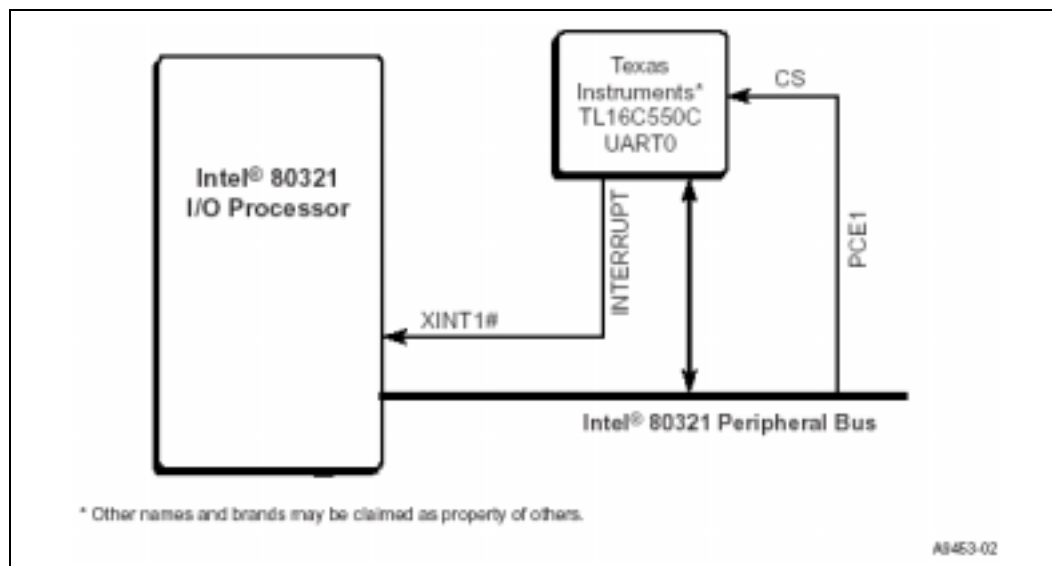 Texas
Instruments*
TL16C550C
UART0
CS
Intel® 80321
I/O Processor
INTERRUPT
PCE1
XINT1#
Intel® 80321 Peripheral Bus
* Other names and brands may be claimed as property of others.
A9453-02